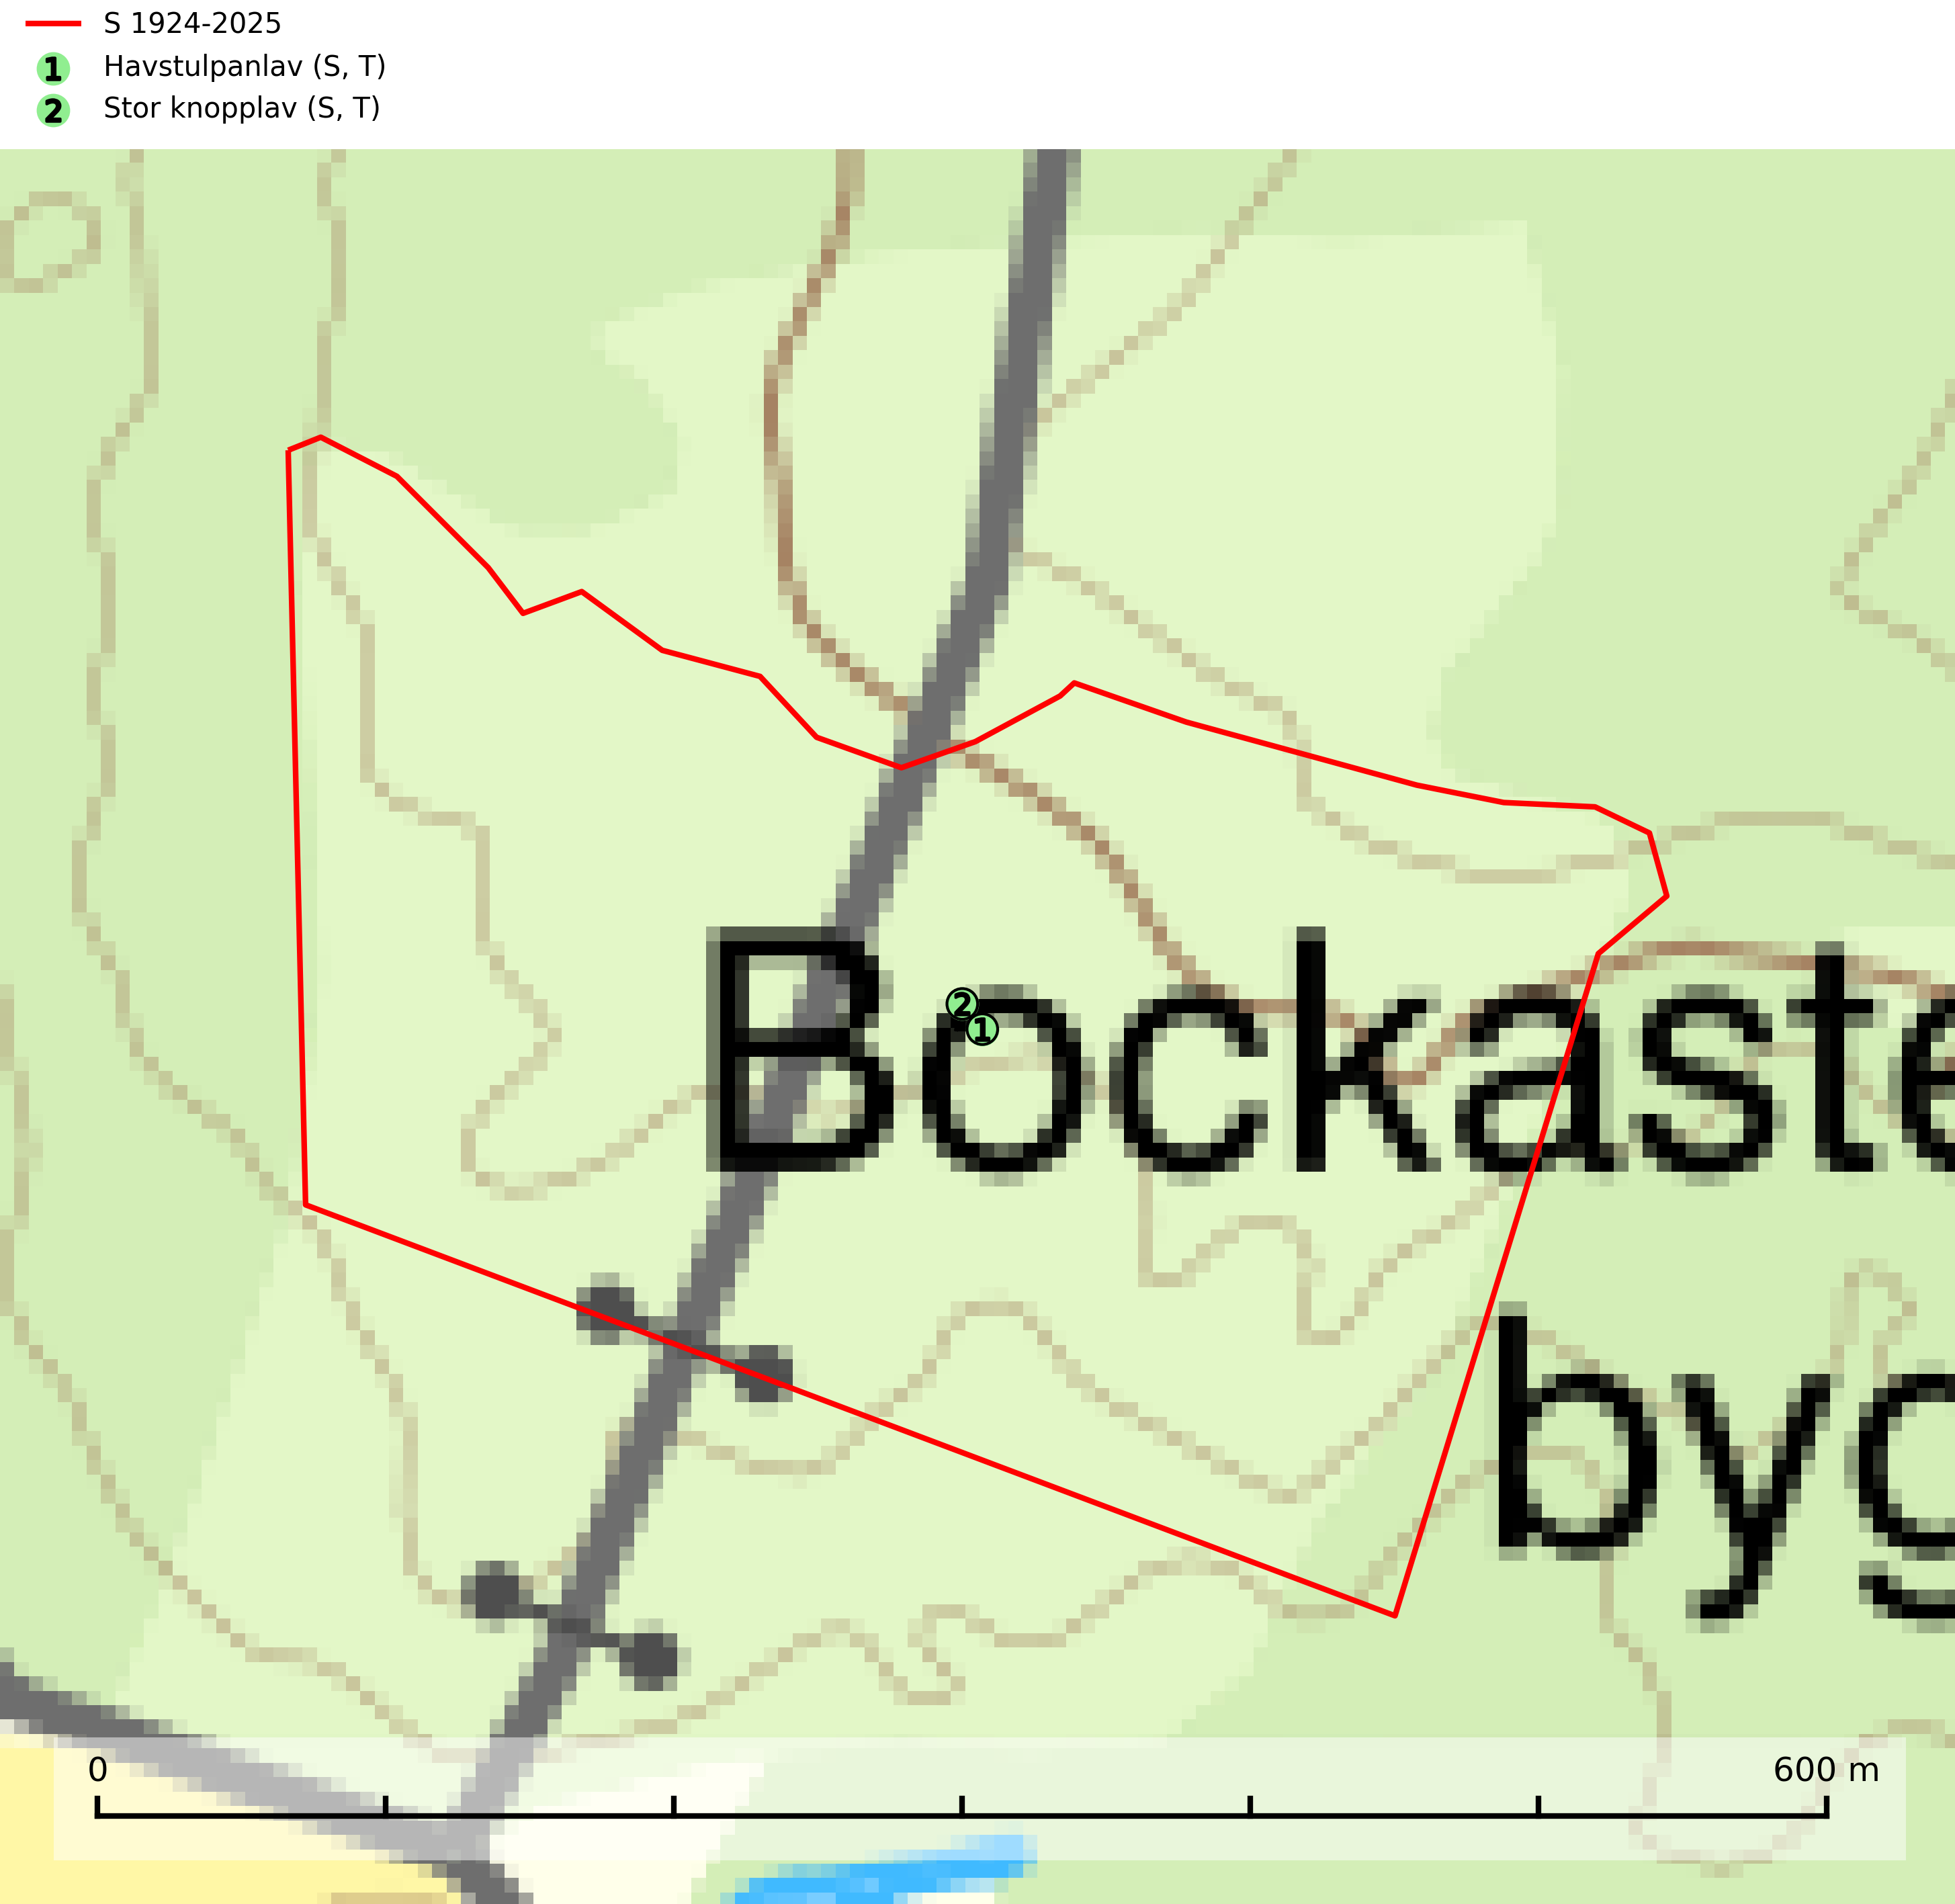 S 1924-2025
1 Havstulpanlav (S, T)
2 Stor knopplav (S, T)
Bockaste
2
1
byg
0 600 m